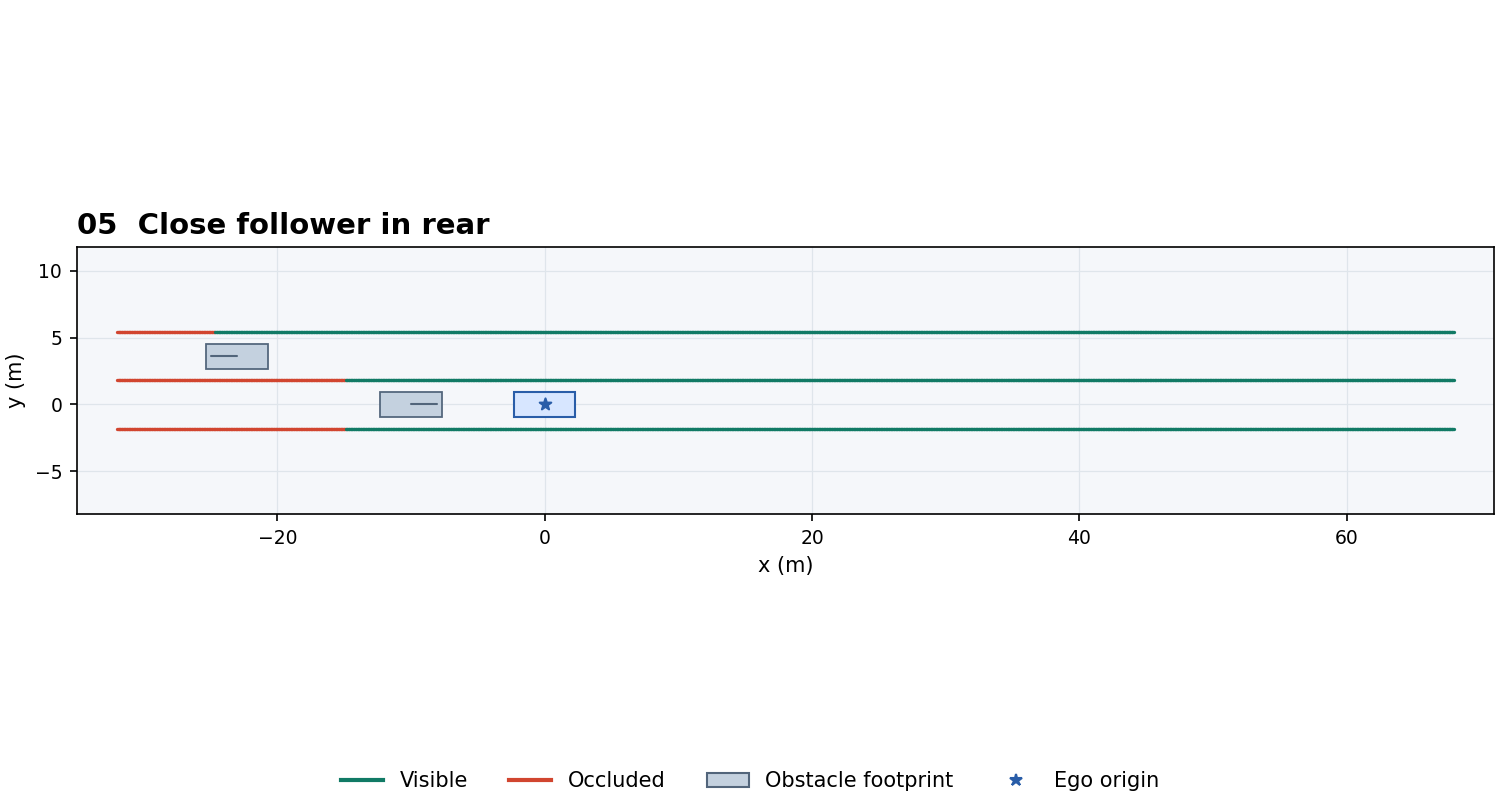 05  Close follower in rear
10
5
0
−5
y (m)
−20
0
20
40
60
x (m)
Visible
Occluded
Obstacle footprint
Ego origin